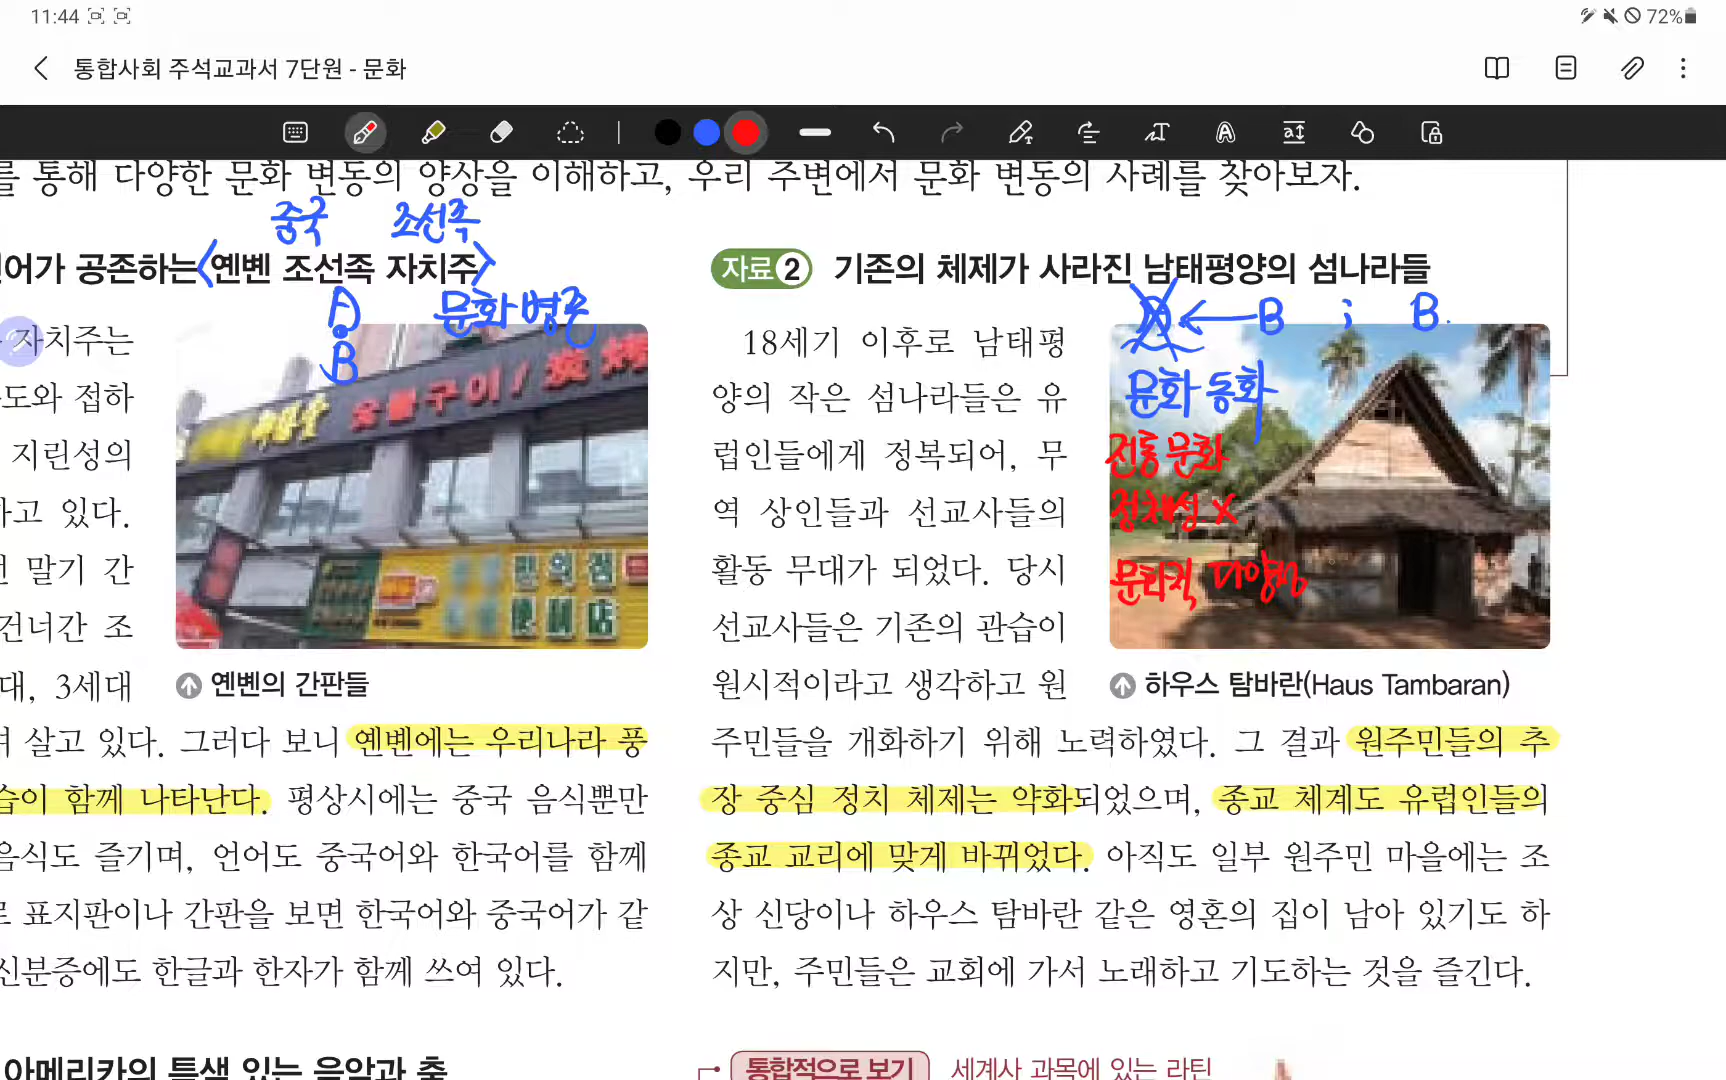 11:44
72%
통합사회 주석교과서 7단원 - 문화
를 통해 다양한 문화 변동의 양상을 이해하고, 우리 주변에서 문화 변동의 사례를 찾아보자.
중국 조선족
언어가 공존하는 <옌볜 조선족 자치주>
A
B
문화 병존
자치주는
도와 접하
지린성의
하고 있다.
말기 간
건너간 조
대, 3세대
옌볜의 간판들
살고 있다. 그러다 보니 옌볜에는 우리나라 풍
습이 함께 나타난다. 평상시에는 중국 음식뿐만
음식도 즐기며, 언어도 중국어와 한국어를 함께
표지판이나 간판을 보면 한국어와 중국어가 같
신분증에도 한글과 한자가 함께 쓰여 있다.
아메리카의 특색 있는 음악과 춤
자료 2 기존의 체제가 사라진 남태평양의 섬나라들
A ← B ; B.
문화 동화
전통문화
정체성 X
문화적 다양성
18세기 이후로 남태평
양의 작은 섬나라들은 유
럽인들에게 정복되어, 무
역 상인들과 선교사들의
활동 무대가 되었다. 당시
선교사들은 기존의 관습이
원시적이라고 생각하고 원
하우스 탐바란(Haus Tambaran)
주민들을 개화하기 위해 노력하였다. 그 결과 원주민들의 추
장 중심 정치 체제는 약화되었으며, 종교 체계도 유럽인들의
종교 교리에 맞게 바뀌었다. 아직도 일부 원주민 마을에는 조
상 신당이나 하우스 탐바란 같은 영혼의 집이 남아 있기도 하
지만, 주민들은 교회에 가서 노래하고 기도하는 것을 즐긴다.
통합적으로 보기 세계사 과목에 있는 라틴